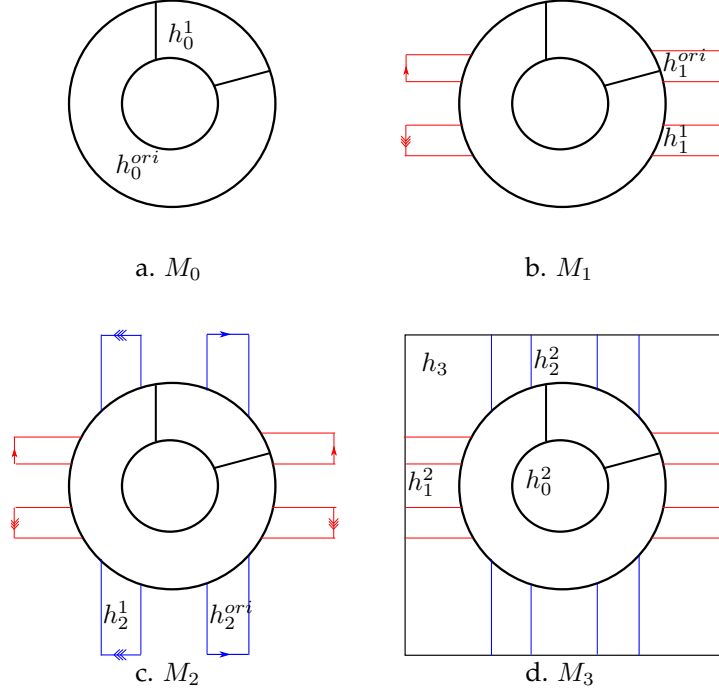 $h_0^1$
$h_0^{ori}$
a. $M_0$
$h_1^{ori}$
$h_1^1$
b. $M_1$
$h_2^1$
$h_2^{ori}$
c. $M_2$
$h_3$
$h_2^2$
$h_1^2$
$h_0^2$
d. $M_3$